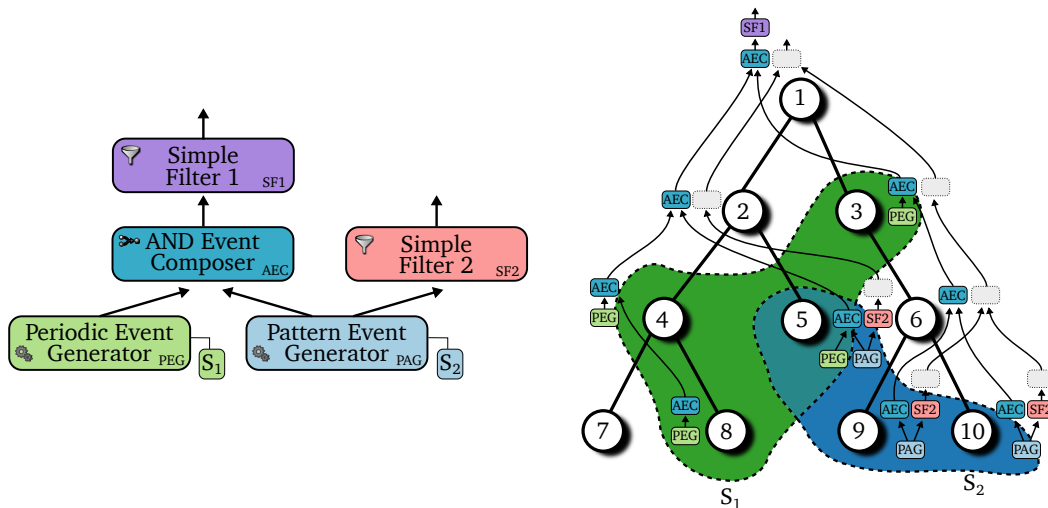 Simple
Filter 1 SF1
AND Event
Composer AEC
Simple
Filter 2 SF2
Periodic Event
Generator PEG
S1
Pattern Event
Generator PAG
S2
SF1
AEC
1
AEC
2
3
AEC
PEG
AEC
PEG
4
5
AEC
SF2
PEG
PAG
6
AEC
AEC
PEG
7
8
9
AEC
SF2
PAG
10
AEC
SF2
PAG
S1
S2